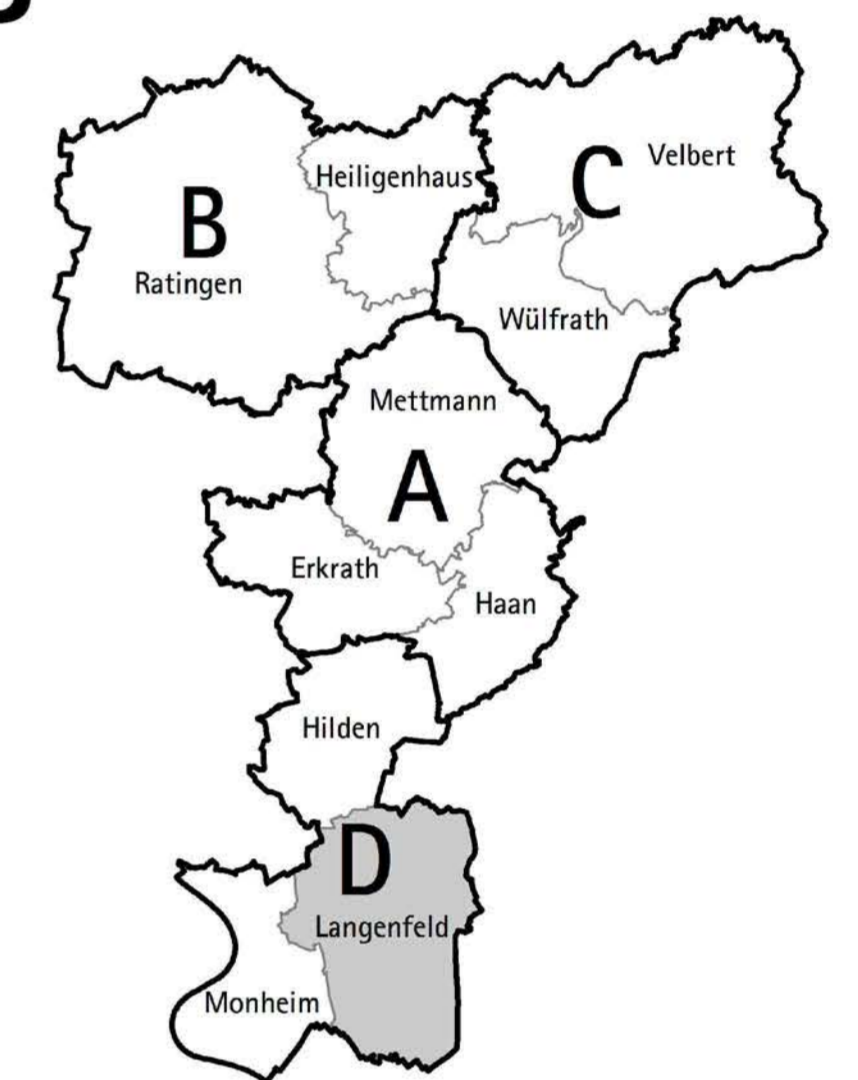 Velbert
C
Heiligenhaus
B
Ratingen
Wülfrath
Mettmann
A
Erkrath
Haan
Hilden
D
Langenfeld
Monheim